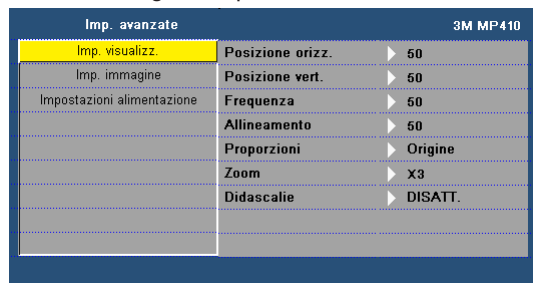 Imp. avanzate 3M MP410
Imp. visualizz. Posizione orizz. 50
Imp. immagine Posizione vert. 50
Impostazioni alimentazione Frequenza 50
Allineamento 50
Proporzioni Origine
Zoom X3
Didascalie DISATT.